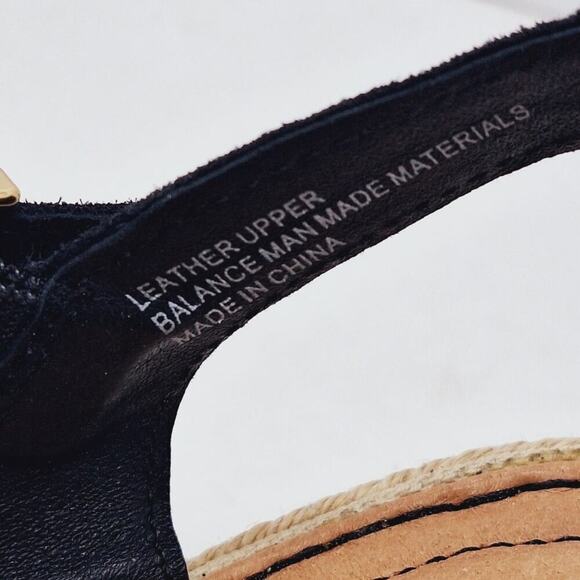 LEATHER UPPER
BALANCE MAN MADE MATERIALS
MADE IN CHINA